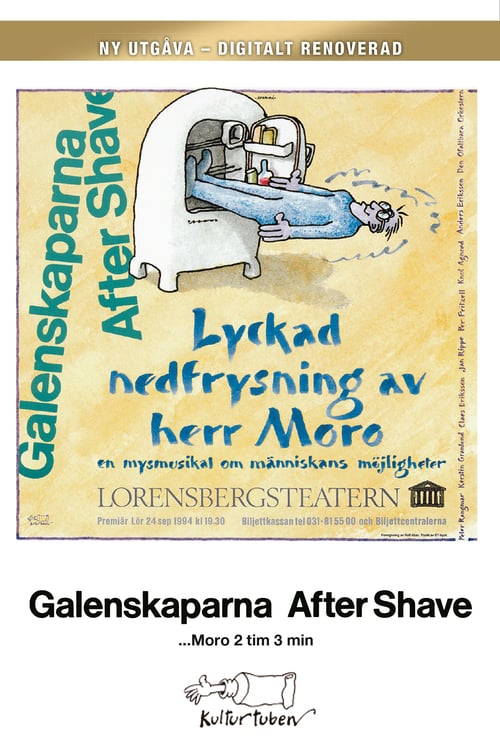 NY UTGÅVA – DIGITALT RENOVERAD
Galenskaparna
After Shave
Lyckad
nedfrysning av
herr Moro
en mysmusikal om människans möjligheter
LORENSBERGSTEATERN
Premiär Lör 24 sep 1994 kl 19.30 Biljettkassan tel 031-81 55 00 och Biljettcentralerna
Peter Rangmar Kerstin Granlund Claes Eriksson Jan Rippe Per Fritzell Knut Agnred Anders Eriksson Den Ofattbara Orkestern
Galenskaparna After Shave
...Moro 2 tim 3 min
Kulturtuben